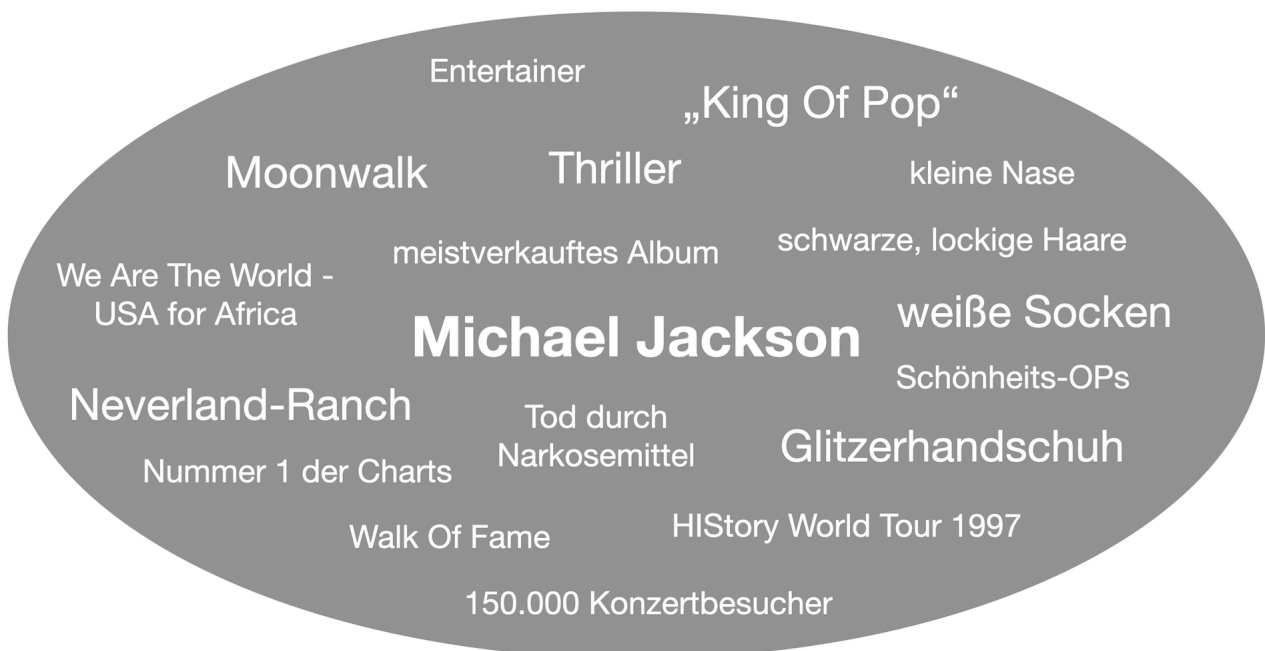 Entertainer
„King Of Pop“
Moonwalk
Thriller
kleine Nase
meistverkauftes Album
schwarze, lockige Haare
We Are The World -
USA for Africa
Michael Jackson
weiße Socken
Schönheits-OPs
Neverland-Ranch
Tod durch
Narkosemittel
Glitzerhandschuh
Nummer 1 der Charts
Walk Of Fame
HIStory World Tour 1997
150.000 Konzertbesucher